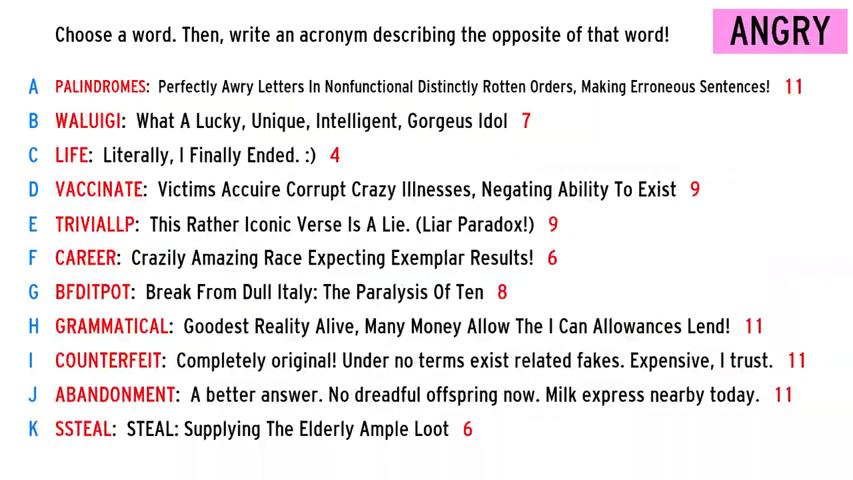 Choose a word. Then, write an acronym describing the opposite of that word!
ANGRY
A PALINDROMES: Perfectly Awry Letters In Nonfunctional Distinctly Rotten Orders, Making Erroneous Sentences! 11
B WALUIGI: What A Lucky, Unique, Intelligent, Gorgeus Idol 7
C LIFE: Literally, I Finally Ended. :) 4
D VACCINATE: Victims Accuire Corrupt Crazy Illnesses, Negating Ability To Exist 9
E TRIVIALLP: This Rather Iconic Verse Is A Lie. (Liar Paradox!) 9
F CAREER: Crazily Amazing Race Expecting Exemplar Results! 6
G BFDITPOT: Break From Dull Italy: The Paralysis Of Ten 8
H GRAMMATICAL: Goodest Reality Alive, Many Money Allow The I Can Allowances Lend! 11
I COUNTERFEIT: Completely original! Under no terms exist related fakes. Expensive, I trust. 11
J ABANDONMENT: A better answer. No dreadful offspring now. Milk express nearby today. 11
K SSTEAL: STEAL: Supplying The Elderly Ample Loot 6